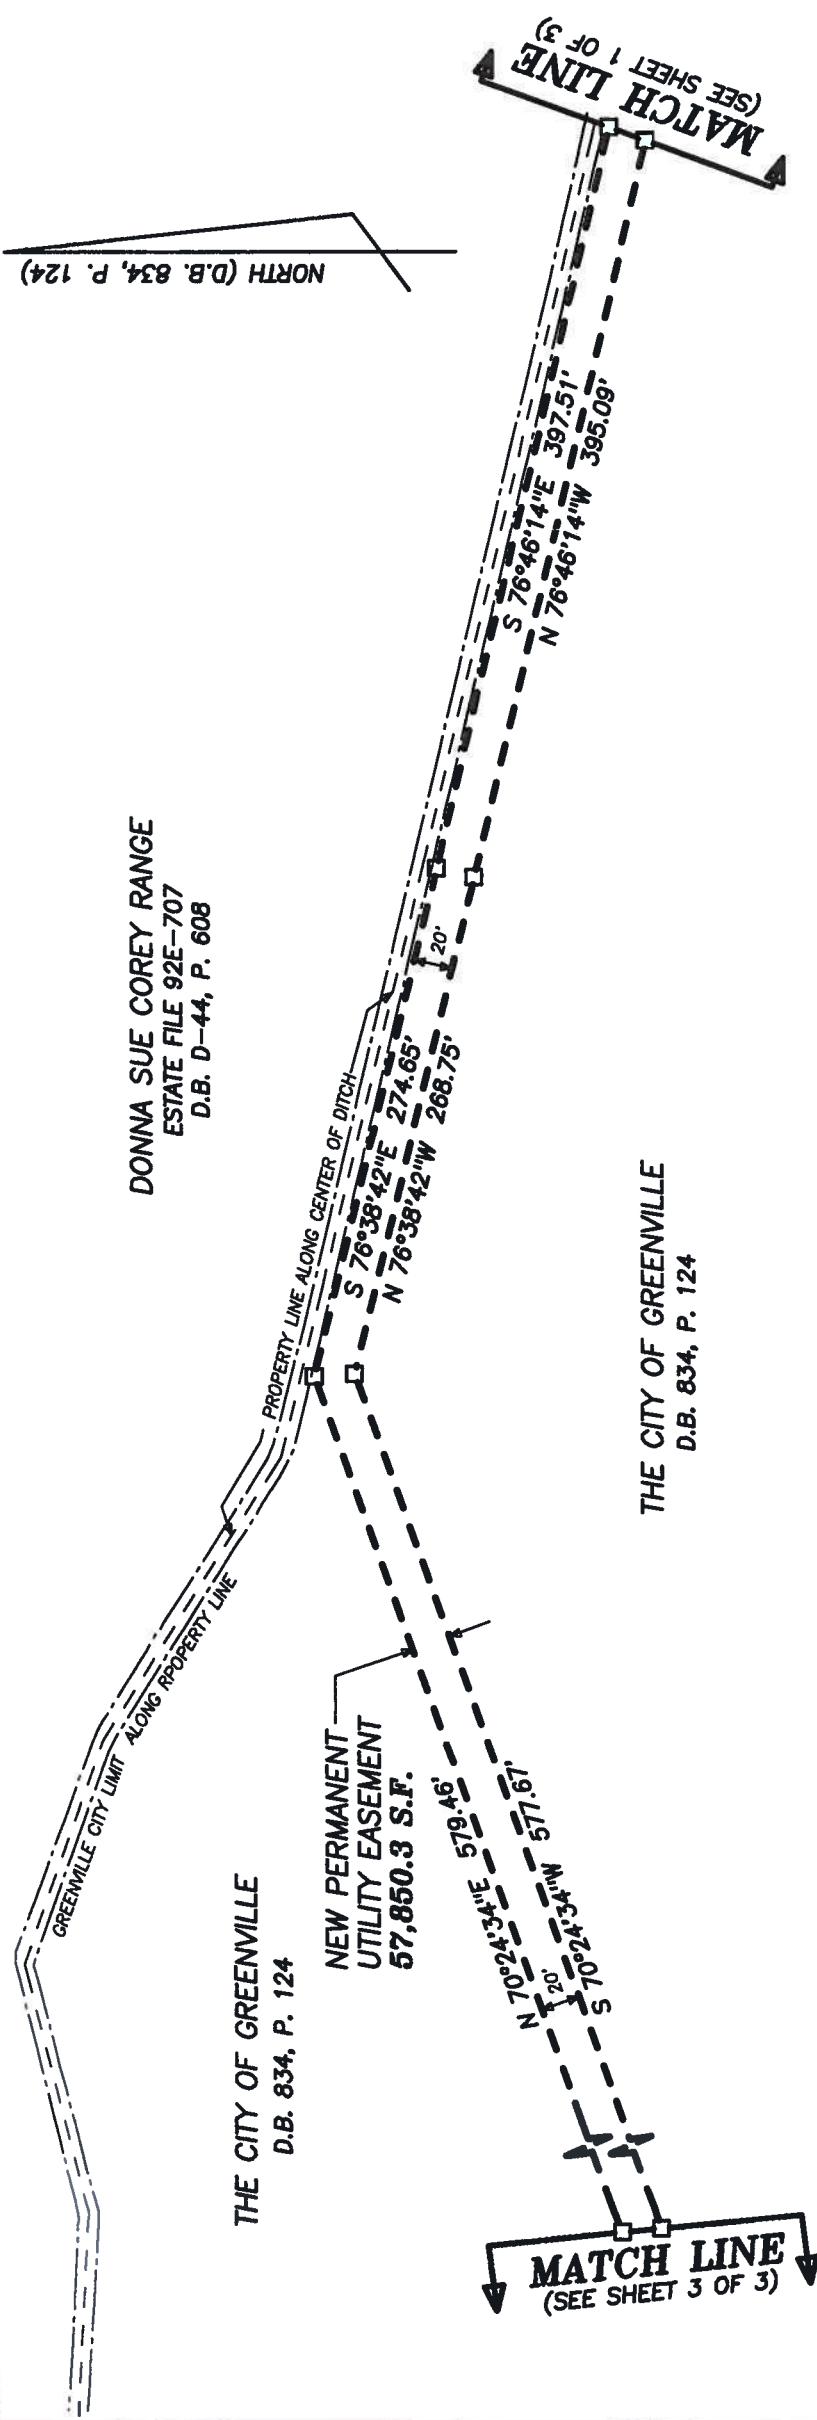 MATCH LINE
(SEE SHEET 1 OF 3)
NORTH (D.B. 834, P. 124)
S 76°46'14"E 397.51'
N 76°46'14"W 395.09'
DONNA SUE COREY RANGE
ESTATE FILE 92E-707
D.B. D-44, P. 608
20'
PROPERTY LINE ALONG CENTER OF DITCH
S 76°38'42"E 274.65'
N 76°38'42"W 268.75'
THE CITY OF GREENVILLE
D.B. 834, P. 124
GREENVILLE CITY LIMIT ALONG RPOPERTY LINE
NEW PERMANENT
UTILITY EASEMENT
57,850.3 S.F.
N 70°24'34"E 579.46'
S 70°24'34"W 577.67'
20'
THE CITY OF GREENVILLE
D.B. 834, P. 124
MATCH LINE
(SEE SHEET 3 OF 3)